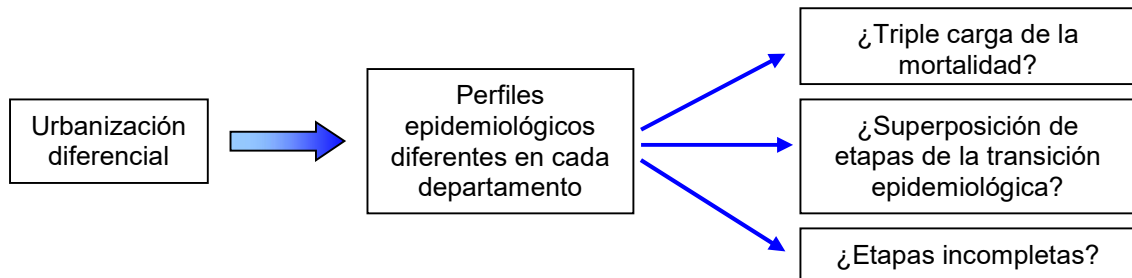 Urbanización
diferencial
Perfiles
epidemiológicos
diferentes en cada
departamento
¿Triple carga de la
mortalidad?
¿Superposición de
etapas de la transición
epidemiológica?
¿Etapas incompletas?